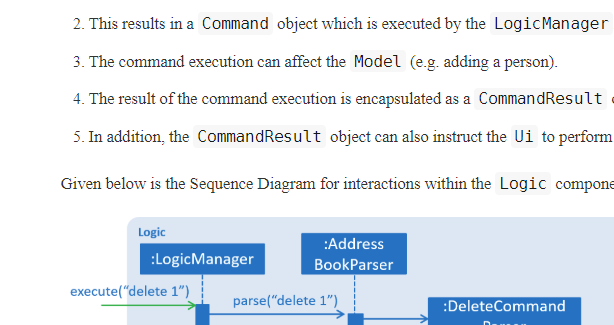 2. This results in a Command object which is executed by the LogicManager
3. The command execution can affect the Model (e.g. adding a person).
4. The result of the command execution is encapsulated as a CommandResult
5. In addition, the CommandResult object can also instruct the Ui to perform
Given below is the Sequence Diagram for interactions within the Logic compone
Logic
:LogicManager
:Address
BookParser
execute("delete 1")
parse("delete 1")
:DeleteCommand